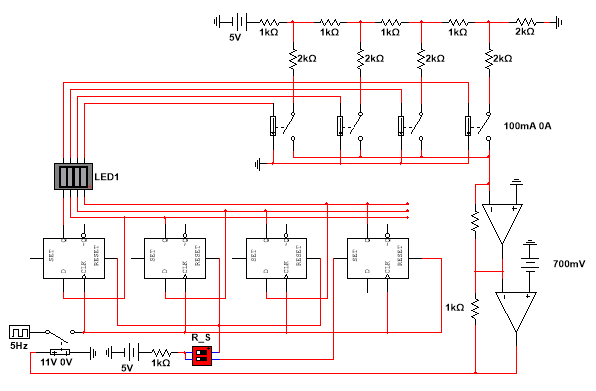 5V 1kΩ 1kΩ 1kΩ 1kΩ 2kΩ
2kΩ 2kΩ 2kΩ 2kΩ
100mA 0A
LED1
SET D CLK RESET SET D CLK RESET SET D CLK RESET SET D CLK RESET
700mV
1kΩ
5Hz
11V 0V
5V
1kΩ
R_S